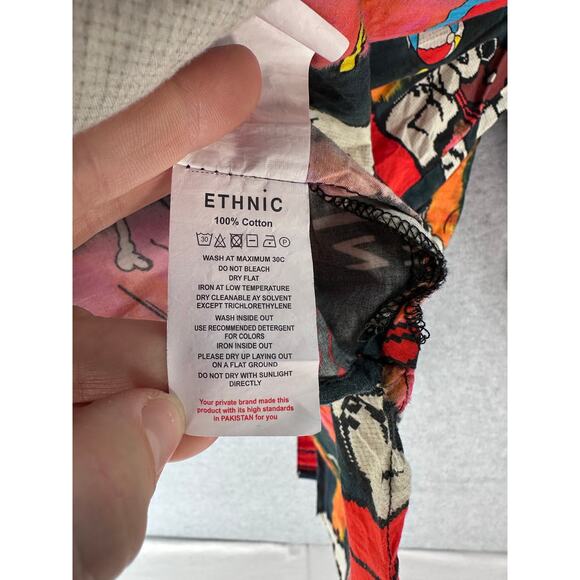 ETHNiC
100% Cotton
30 P
WASH AT MAXIMUM 30C
DO NOT BLEACH
DRY FLAT
IRON AT LOW TEMPERATURE
DRY CLEANABLE AY SOLVENT
EXCEPT TRICHLORETHYLENE
WASH INSIDE OUT
USE RECOMMENDED DETERGENT
FOR COLORS
IRON INSIDE OUT
PLEASE DRY UP LAYING OUT
ON A FLAT GROUND
DO NOT DRY WITH SUNLIGHT
DIRECTLY
Your private brand made this
product with its high standards
in PAKISTAN for you